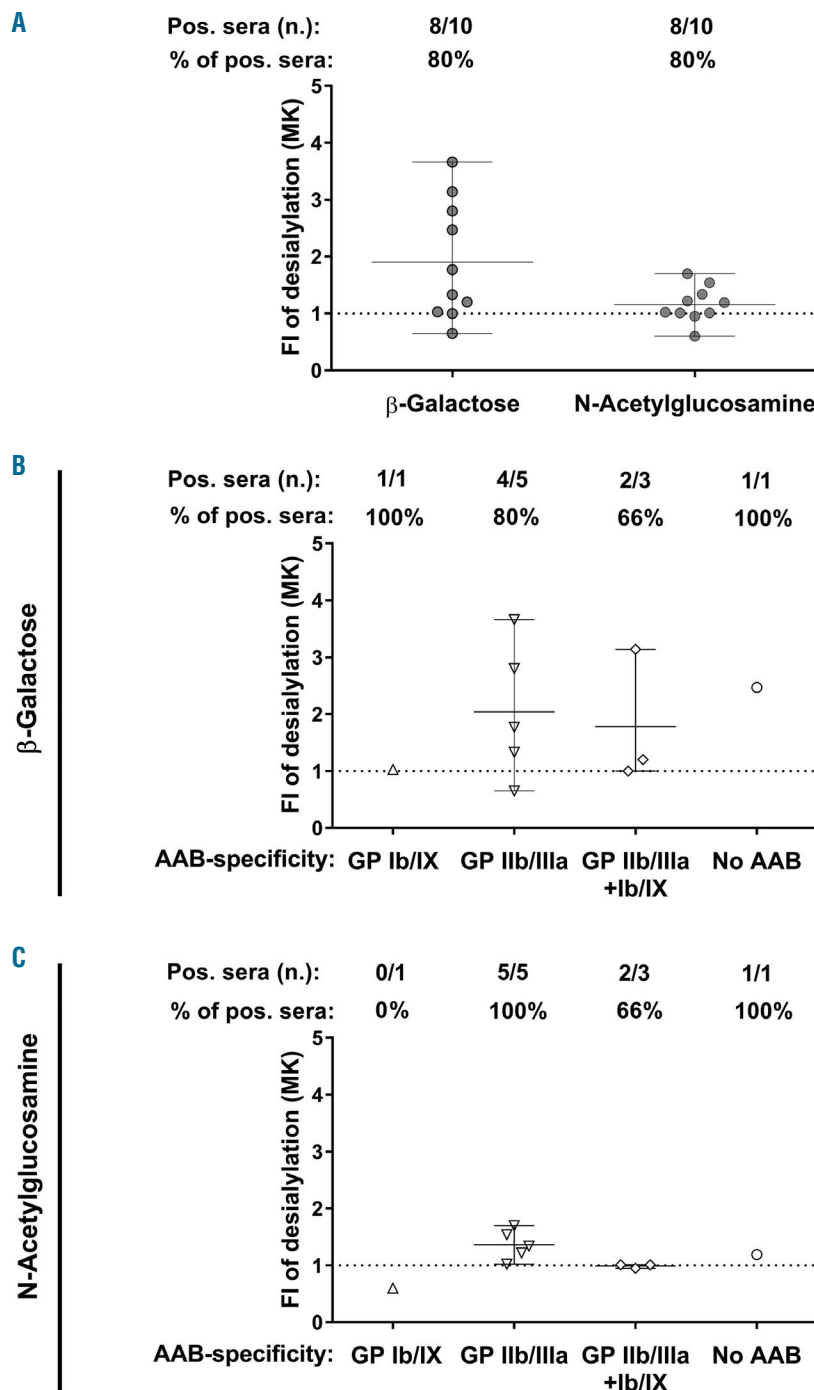 A
Pos. sera (n.): 8/10 8/10
% of pos. sera: 80% 80%
FI of desialylation (MK)
5
4
3
2
1
0
β-Galactose N-Acetylglucosamine
B
β-Galactose
Pos. sera (n.): 1/1 4/5 2/3 1/1
% of pos. sera: 100% 80% 66% 100%
FI of desialylation (MK)
5
4
3
2
1
0
AAB-specificity: GP Ib/IX GP IIb/IIIa GP IIb/IIIa No AAB
+Ib/IX
C
N-Acetylglucosamine
Pos. sera (n.): 0/1 5/5 2/3 1/1
% of pos. sera: 0% 100% 66% 100%
FI of desialylation (MK)
5
4
3
2
1
0
AAB-specificity: GP Ib/IX GP IIb/IIIa GP IIb/IIIa No AAB
+Ib/IX